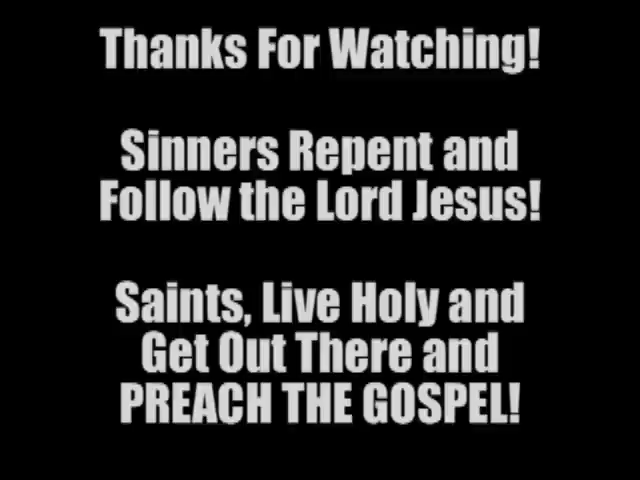 Thanks For Watching!
Sinners Repent and
Follow the Lord Jesus!
Saints, Live Holy and
Get Out There and
PREACH THE GOSPEL!